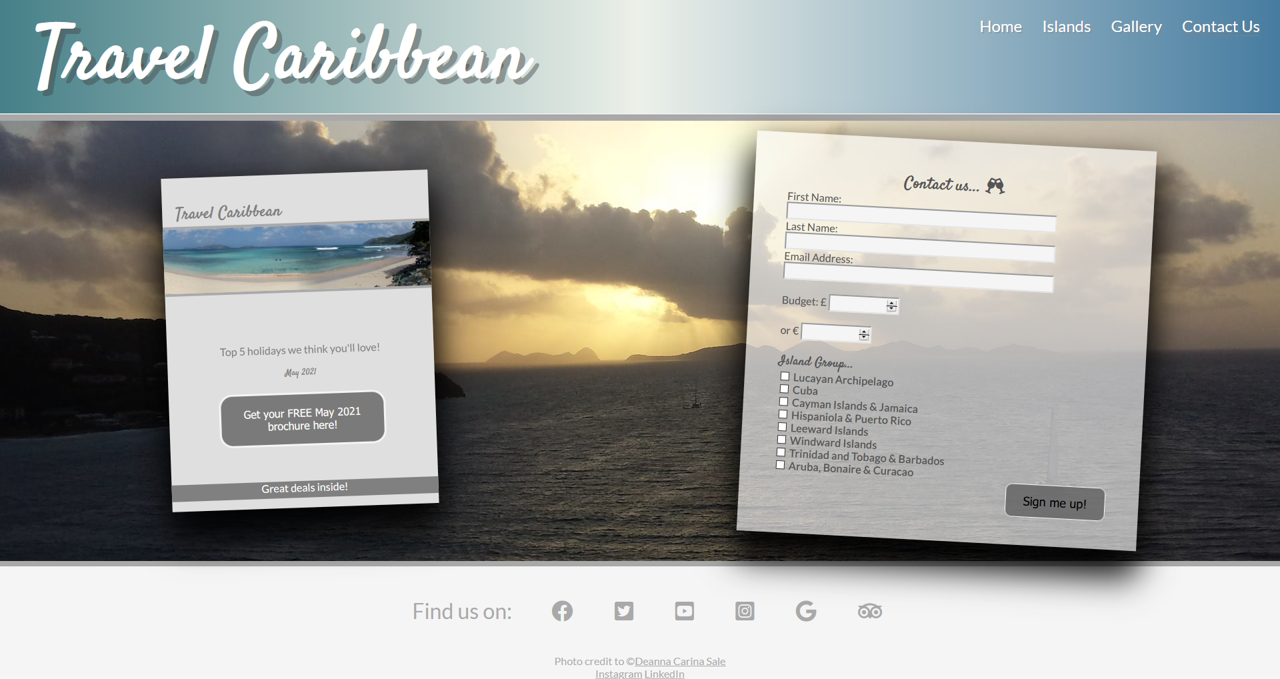 Travel Caribbean
Home Islands Gallery Contact Us
Travel Caribbean
Top 5 holidays we think you'll love!
May 2021
Get your FREE May 2021
brochure here!
Great deals inside!
Contact us...
First Name:
Last Name:
Email Address:
Budget: £
or €
Island Group...
Lucayan Archipelago
Cuba
Cayman Islands & Jamaica
Hispaniola & Puerto Rico
Leeward Islands
Windward Islands
Trinidad and Tobago & Barbados
Aruba, Bonaire & Curacao
Sign me up!
Find us on:
Photo credit to ©Deanna Carina Sale
Instagram LinkedIn